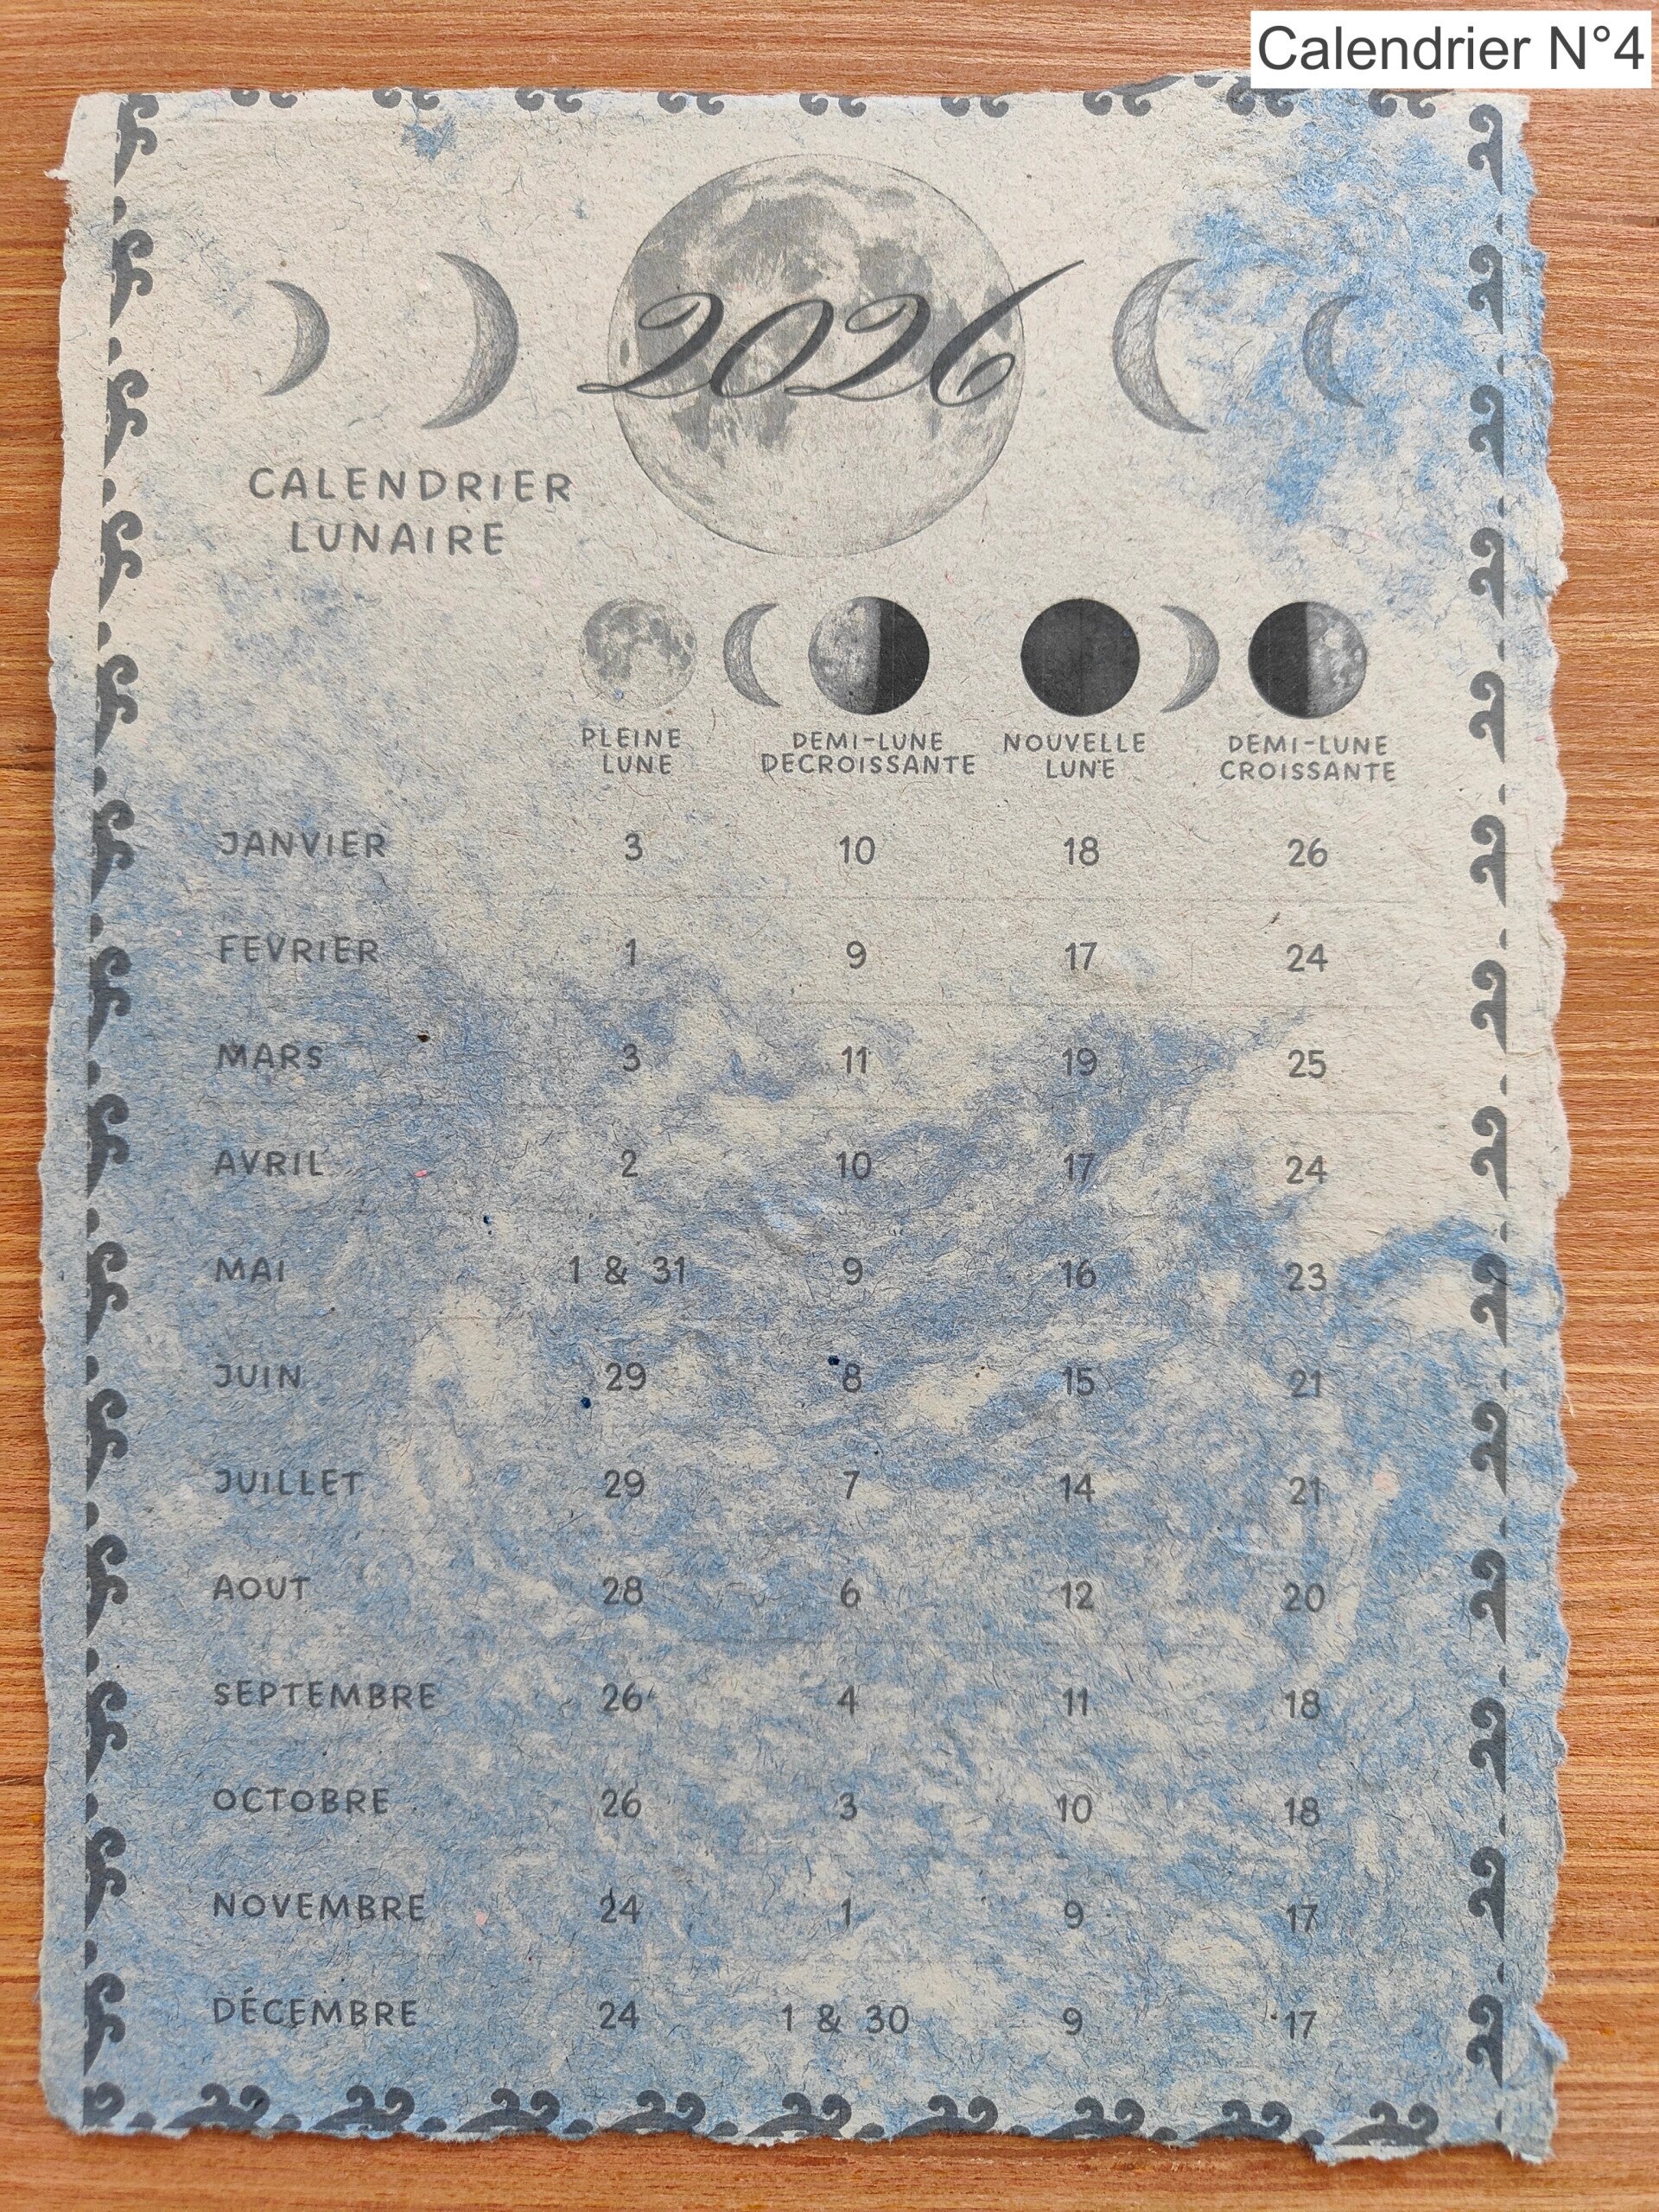 Calendrier N°4
2026
CALENDRIER
LUNAIRE
PLEINE
LUNE
DEMI-LUNE
DECROISSANTE
NOUVELLE
LUNE
DEMI-LUNE
CROISSANTE
JANVIER 3 10 18 26
FEVRIER 1 9 17 24
MARS 3 11 19 25
AVRIL 2 10 17 24
MAI 1 & 31 9 16 23
JUIN 29 8 15 21
JUILLET 29 7 14 21
AOUT 28 6 12 20
SEPTEMBRE 26 4 11 18
OCTOBRE 26 3 10 18
NOVEMBRE 24 1 9 17
DÉCEMBRE 24 1 & 30 9 17